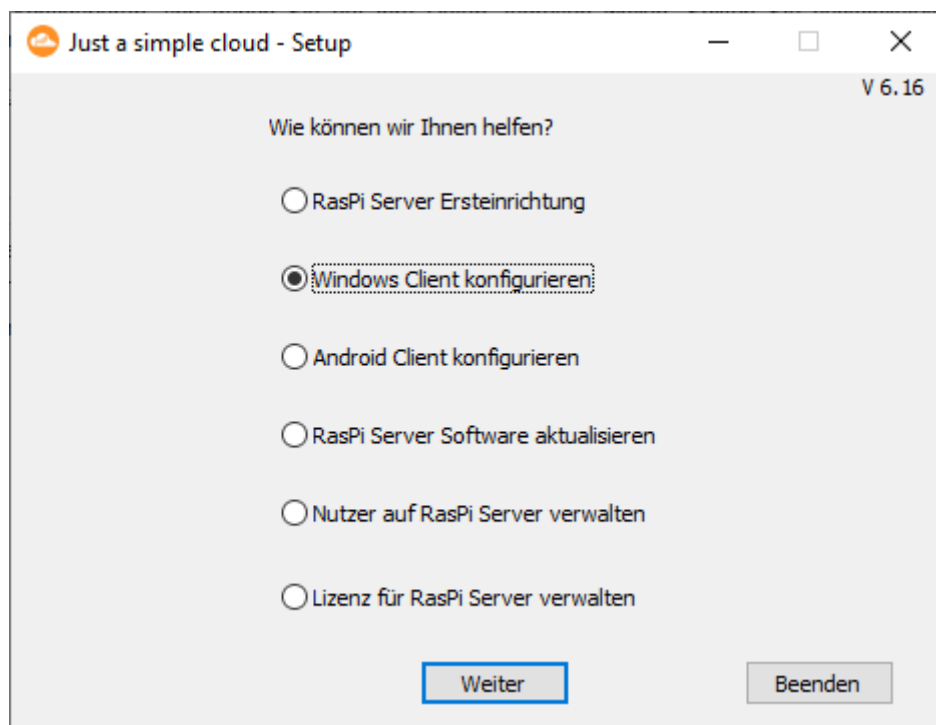 Just a simple cloud - Setup
V 6.16
Wie können wir Ihnen helfen?
RasPi Server Ersteinrichtung
Windows Client konfigurieren
Android Client konfigurieren
RasPi Server Software aktualisieren
Nutzer auf RasPi Server verwalten
Lizenz für RasPi Server verwalten
Weiter
Beenden